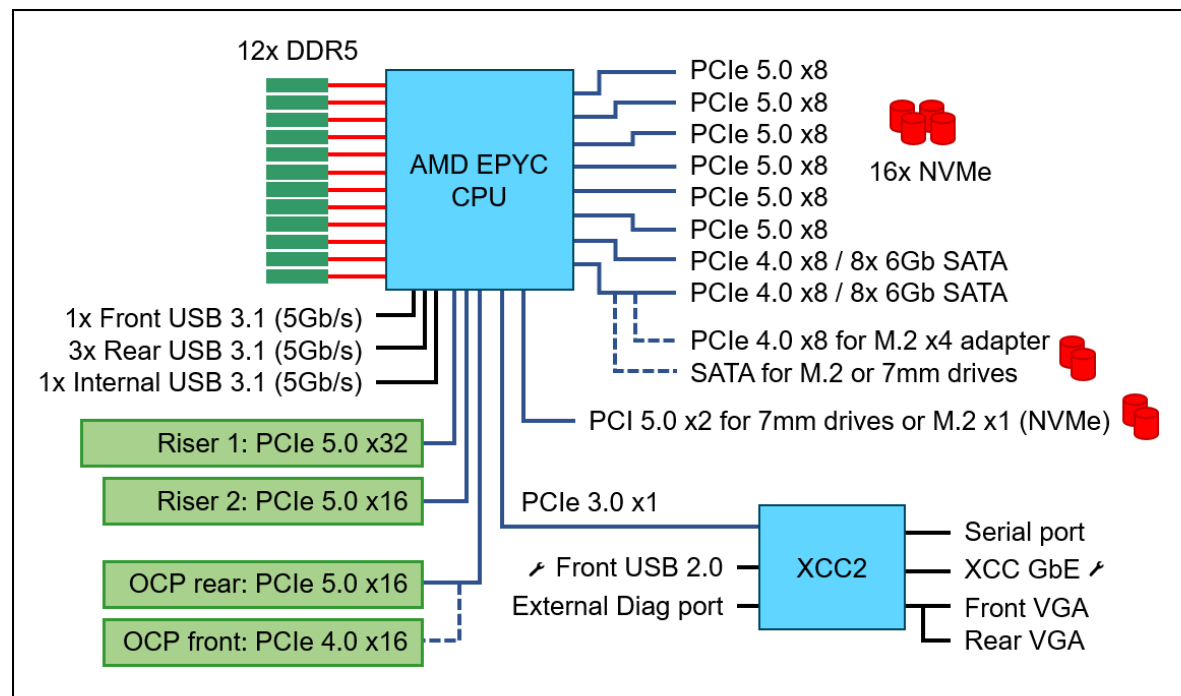 12x DDR5
AMD EPYC
CPU
PCIe 5.0 x8
PCIe 5.0 x8
PCIe 5.0 x8
PCIe 5.0 x8
PCIe 5.0 x8
PCIe 5.0 x8
PCIe 4.0 x8 / 8x 6Gb SATA
PCIe 4.0 x8 / 8x 6Gb SATA
16x NVMe
PCIe 4.0 x8 for M.2 x4 adapter
SATA for M.2 or 7mm drives
PCI 5.0 x2 for 7mm drives or M.2 x1 (NVMe)
1x Front USB 3.1 (5Gb/s)
3x Rear USB 3.1 (5Gb/s)
1x Internal USB 3.1 (5Gb/s)
Riser 1: PCIe 5.0 x32
Riser 2: PCIe 5.0 x16
OCP rear: PCIe 5.0 x16
OCP front: PCIe 4.0 x16
PCIe 3.0 x1
Front USB 2.0
External Diag port
XCC2
Serial port
XCC GbE
Front VGA
Rear VGA